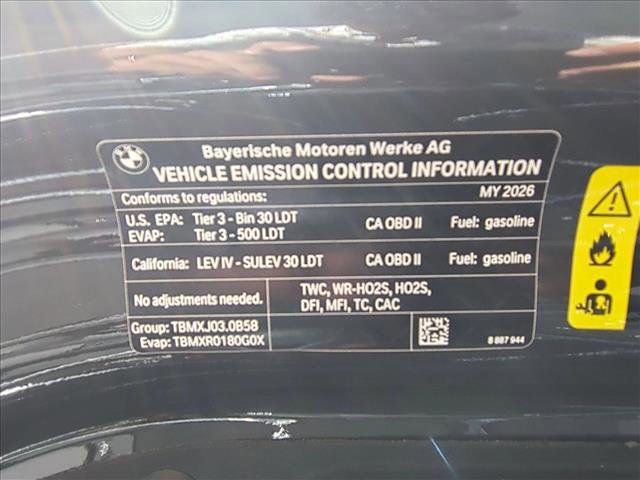 Bayerische Motoren Werke AG
VEHICLE EMISSION CONTROL INFORMATION
Conforms to regulations: MY 2026
U.S. EPA: Tier 3 - Bin 30 LDT CA OBD II Fuel: gasoline
EVAP: Tier 3 - 500 LDT
California: LEV IV - SULEV 30 LDT CA OBD II Fuel: gasoline
No adjustments needed.
TWC, WR-HO2S, HO2S,
DFI, MFI, TC, CAC
Group: TBMXJ03.0B58
Evap: TBMXR0180G0X
8 887 944